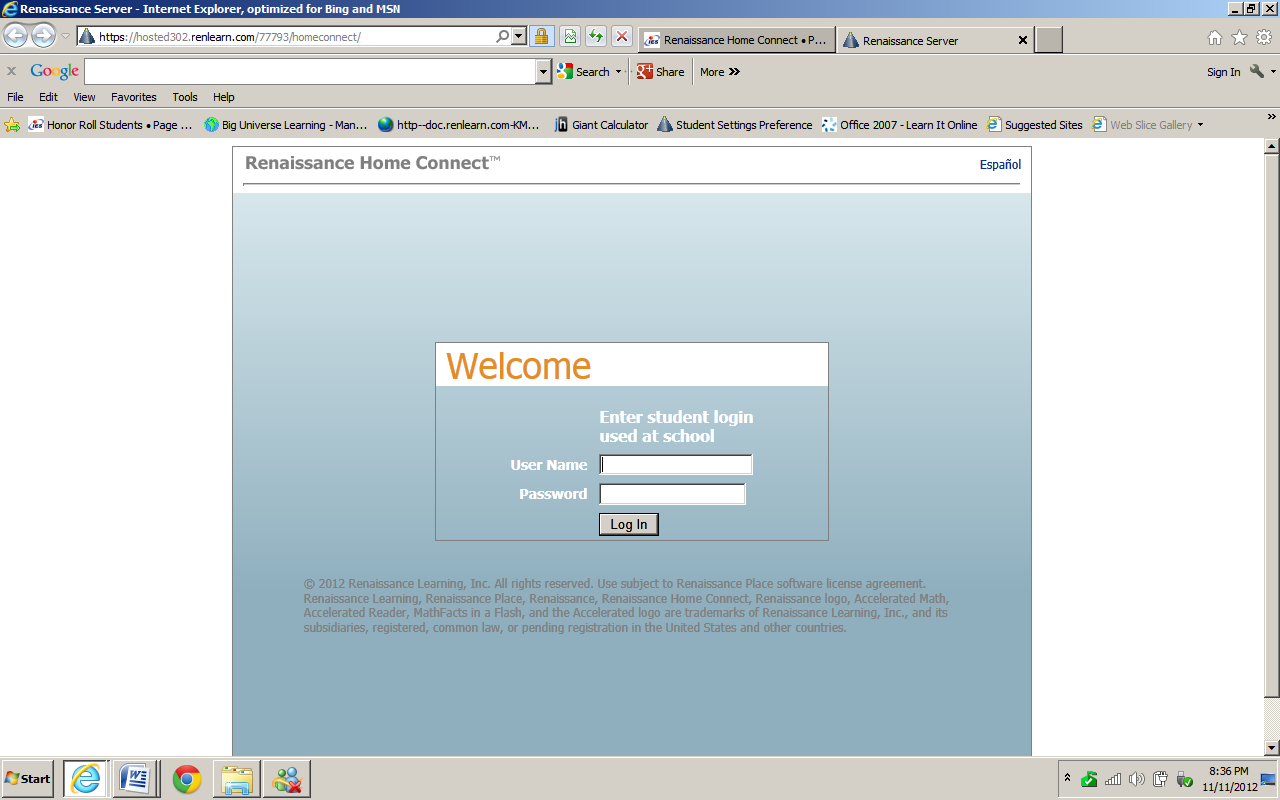 Renaissance Server - Internet Explorer, optimized for Bing and MSN
https://hosted302.renlearn.com/77793/homeconnect/
Renaissance Home Connect • P...
Renaissance Server
Google
Search
Share
More
Sign In
File Edit View Favorites Tools Help
Honor Roll Students • Page ...
Big Universe Learning - Man...
http--doc.renlearn.com-KM...
Giant Calculator
Student Settings Preference
Office 2007 - Learn It Online
Suggested Sites
Web Slice Gallery
Renaissance Home Connect™
Español
Welcome
Enter student login
used at school
User Name
Password
Log In
© 2012 Renaissance Learning, Inc. All rights reserved. Use subject to Renaissance Place software license agreement.
Renaissance Learning, Renaissance Place, Renaissance, Renaissance Home Connect, Renaissance logo, Accelerated Math,
Accelerated Reader, MathFacts in a Flash, and the Accelerated logo are trademarks of Renaissance Learning, Inc., and its
subsidiaries, registered, common law, or pending registration in the United States and other countries.
Start
8:36 PM
11/11/2012